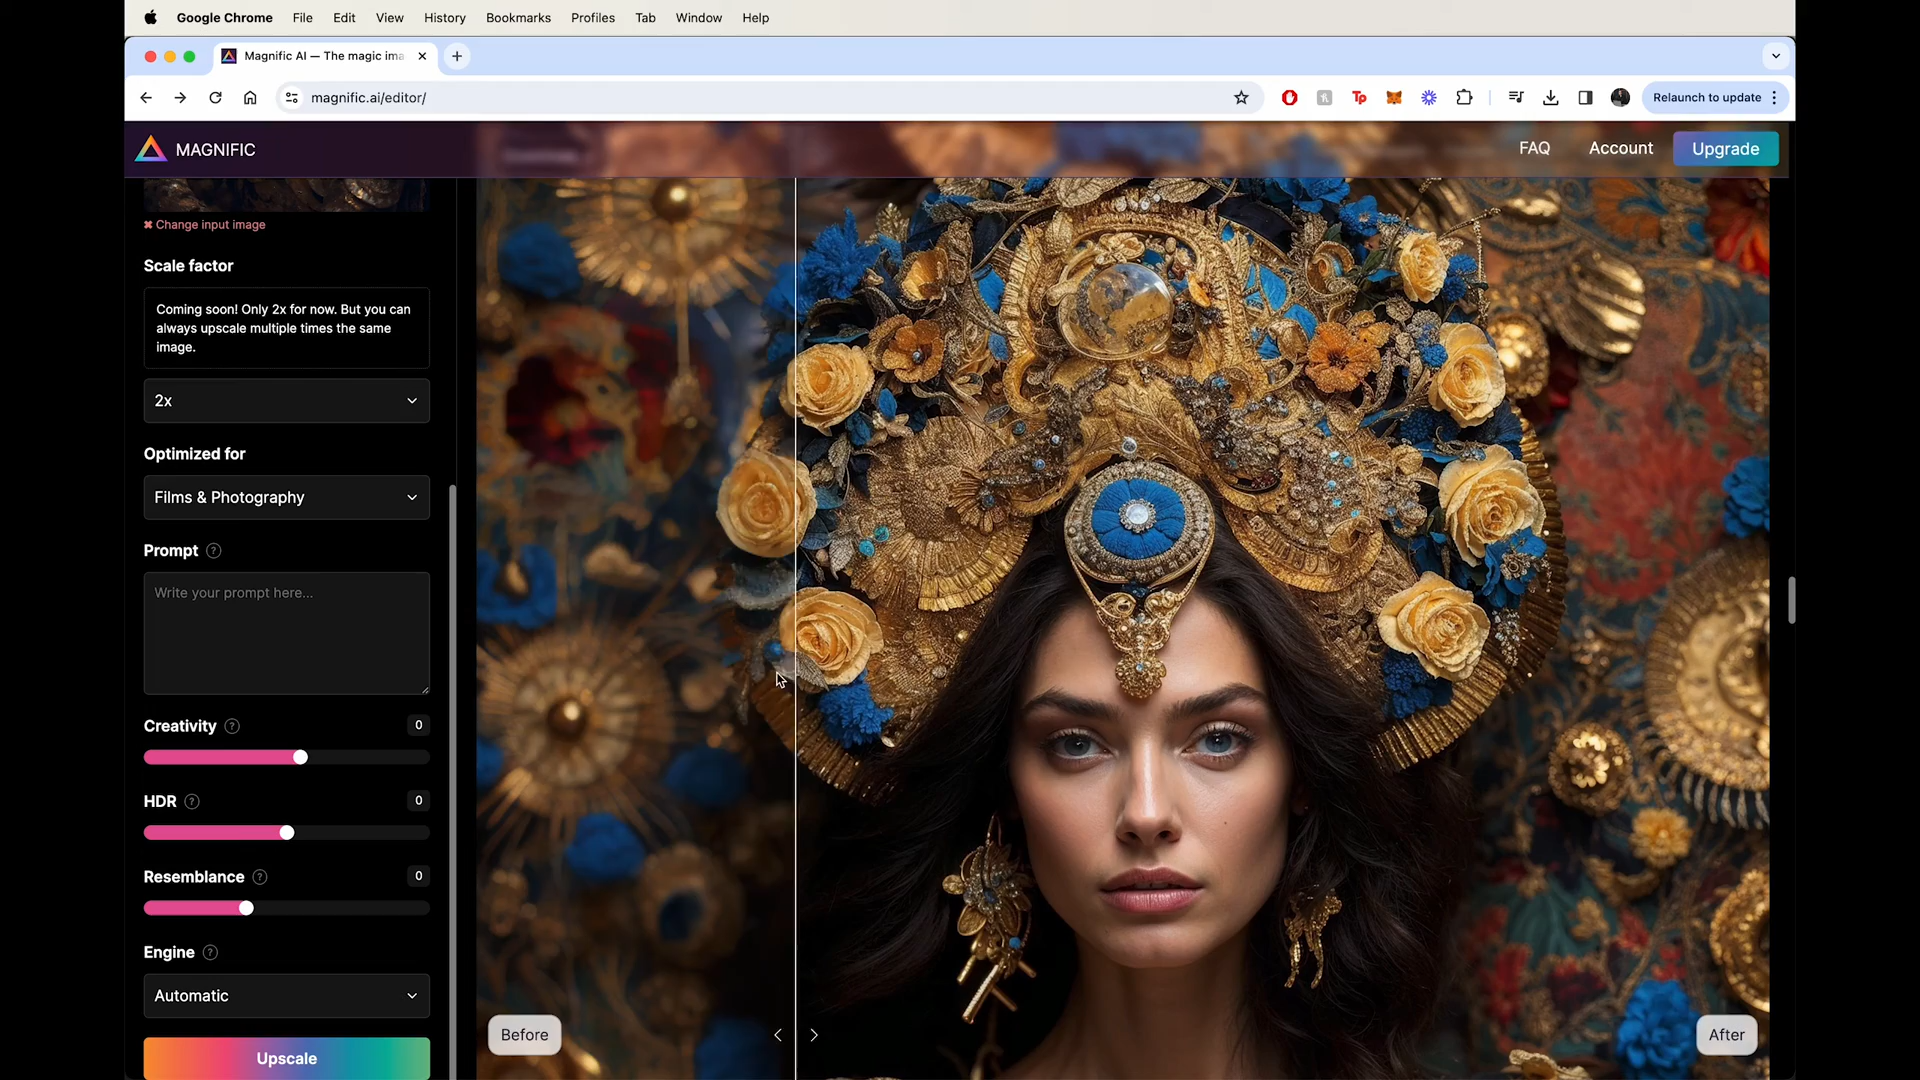 Google Chrome File Edit View History Bookmarks Profiles Tab Window Help
Magnific AI — The magic ima
magnific.ai/editor/
Relaunch to update
MAGNIFIC
FAQ Account Upgrade
✖ Change input image
Scale factor
Coming soon! Only 2x for now. But you can
always upscale multiple times the same
image.
2x
Optimized for
Films & Photography
Prompt ?
Write your prompt here...
Creativity ? 0
HDR ? 0
Resemblance ? 0
Engine ?
Automatic
Upscale
Before
After